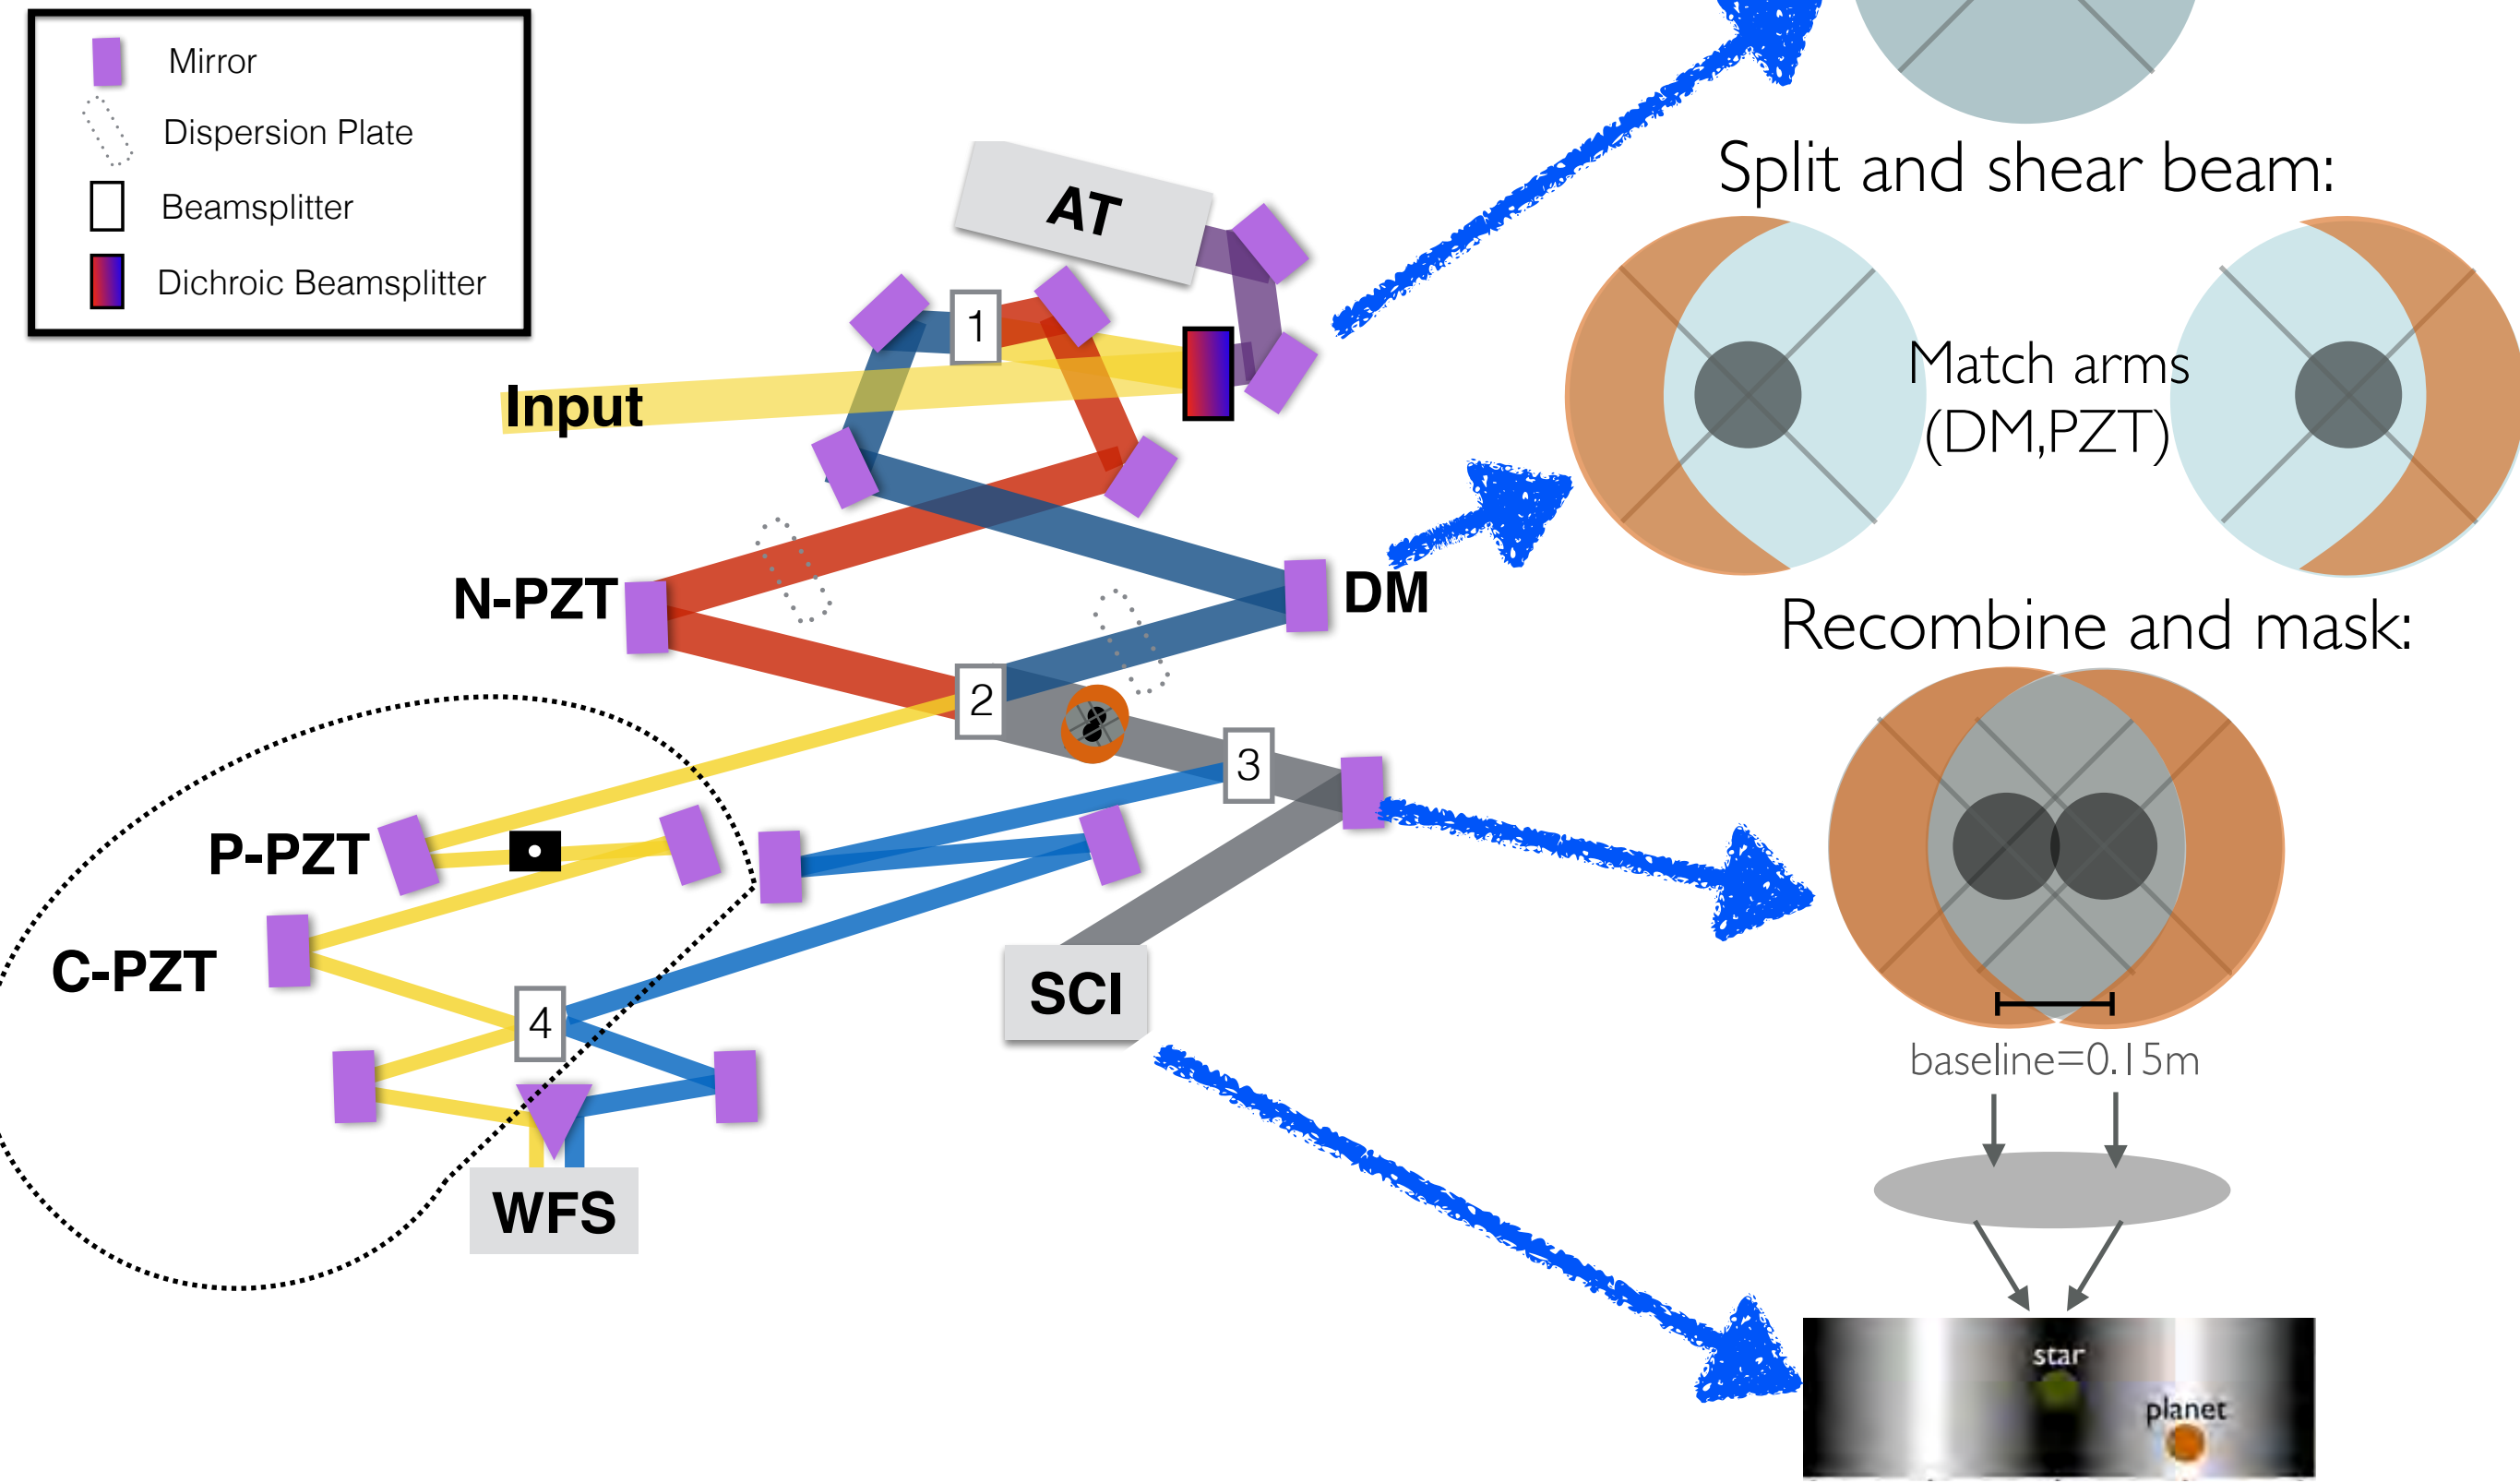 Mirror
Dispersion Plate
Beamsplitter
Dichroic Beamsplitter
AT
1
Input
N-PZT
DM
2
3
P-PZT
C-PZT
4
SCI
WFS
Split and shear beam:
Match arms
(DM,PZT)
Recombine and mask:
baseline=0.15m
star
planet